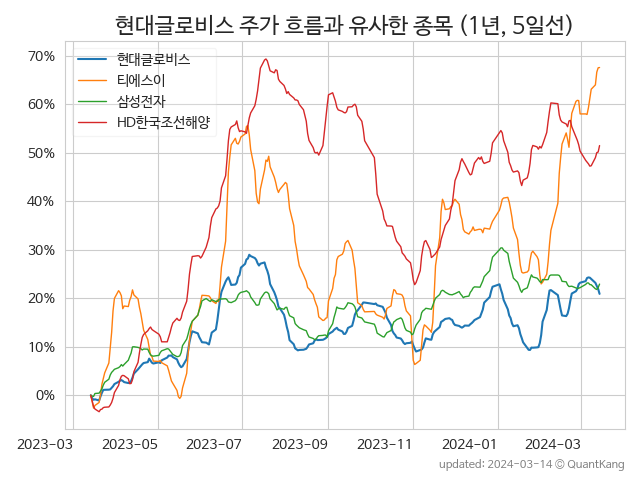 현대글로비스 주가 흐름과 유사한 종목 (1년, 5일선)
70%
60%
50%
40%
30%
20%
10%
0%
현대글로비스
티에스이
삼성전자
HD한국조선해양
2023-03 2023-05 2023-07 2023-09 2023-11 2024-01 2024-03
updated: 2024-03-14 © QuantKang